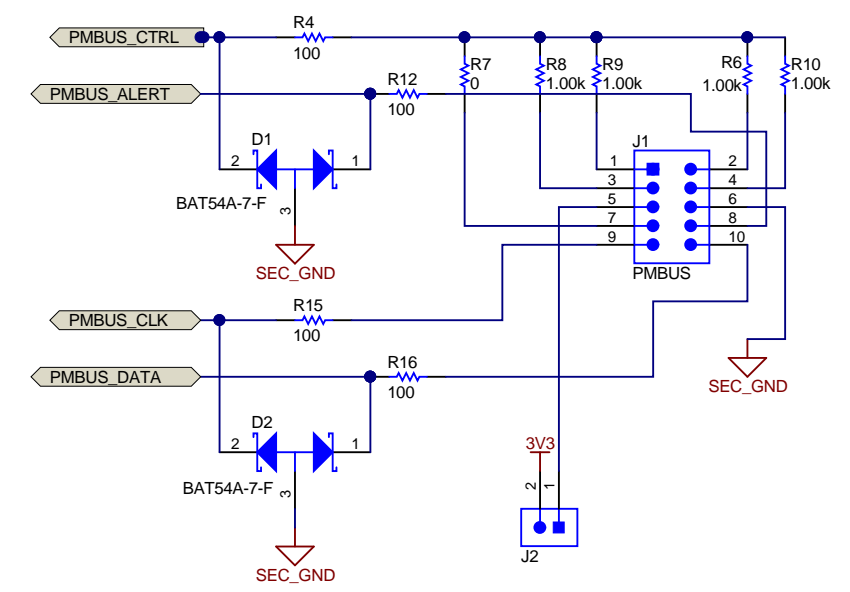 R4
PMBUS_CTRL
100
R7
0
R8
1.00k
R9
1.00k
R6
1.00k
R10
1.00k
R12
PMBUS_ALERT
100
D1
J1
2
1
1
2
3
4
BAT54A-7-F
3
5
6
7
8
9
10
SEC_GND
PMBUS
R15
PMBUS_CLK
100
R16
PMBUS_DATA
100
SEC_GND
D2
2
1
3V3
BAT54A-7-F
3
2
1
J2
SEC_GND